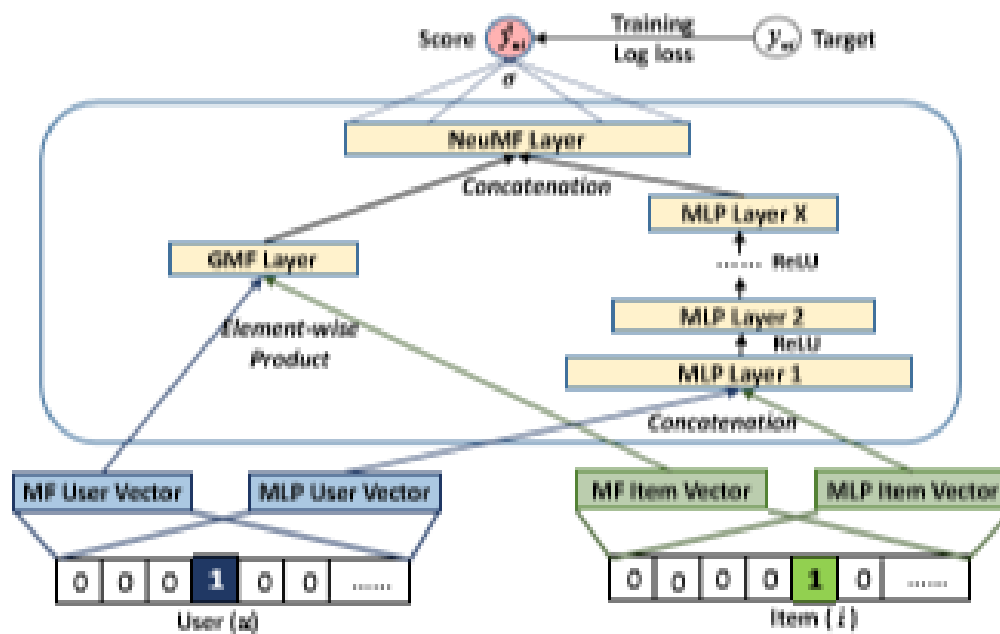 Score
ŷui
Training
Log loss
yui
Target
σ
NeuMF Layer
Concatenation
MLP Layer X
GMF Layer
...... ReLU
Element-wise
Product
MLP Layer 2
ReLU
MLP Layer 1
Concatenation
MF User Vector
MLP User Vector
MF Item Vector
MLP Item Vector
0 0 0 1 0 0 ......
0 0 0 0 1 0 ......
User (u)
Item ( i )